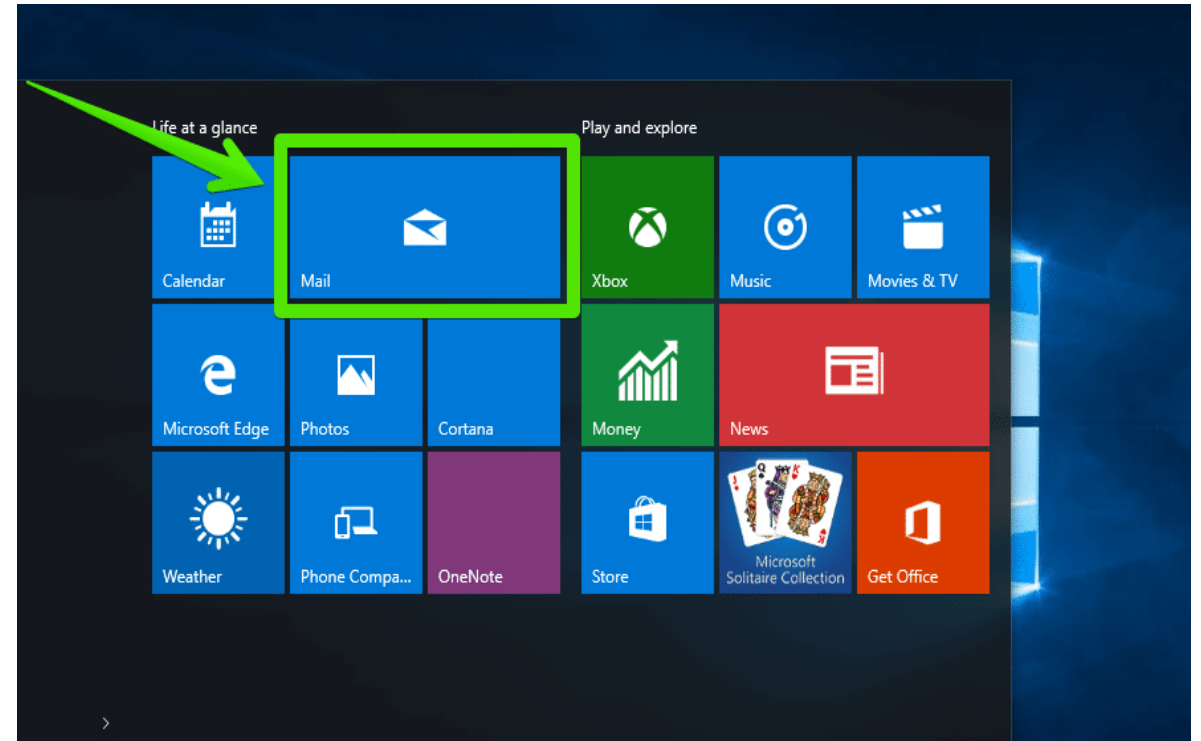 Life at a glance
Play and explore
Calendar
Mail
Xbox
Music
Movies & TV
Microsoft Edge
Photos
Cortana
Money
News
Weather
Phone Compa...
OneNote
Store
Microsoft
Solitaire Collection
Get Office
J
Q
K
K